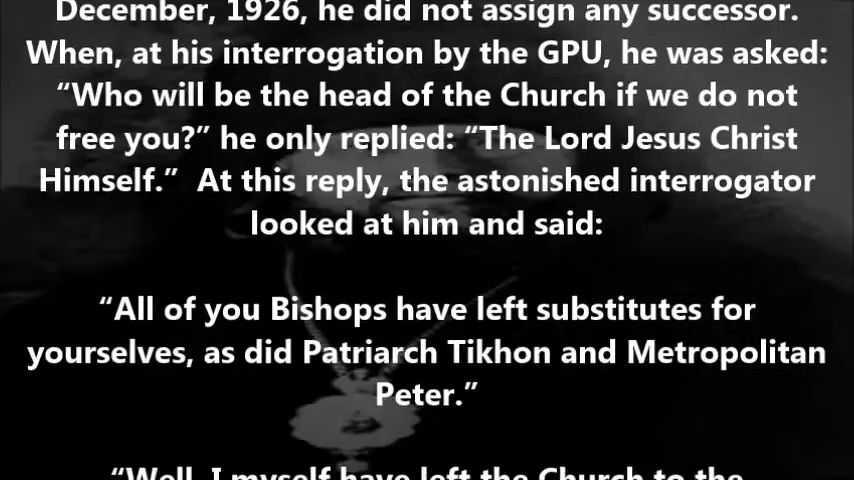 December, 1926, he did not assign any successor.
When, at his interrogation by the GPU, he was asked:
“Who will be the head of the Church if we do not
free you?” he only replied: “The Lord Jesus Christ
Himself.”  At this reply, the astonished interrogator
looked at him and said:
“All of you Bishops have left substitutes for
yourselves, as did Patriarch Tikhon and Metropolitan
Peter.”
“Well, I myself have left the Church to the